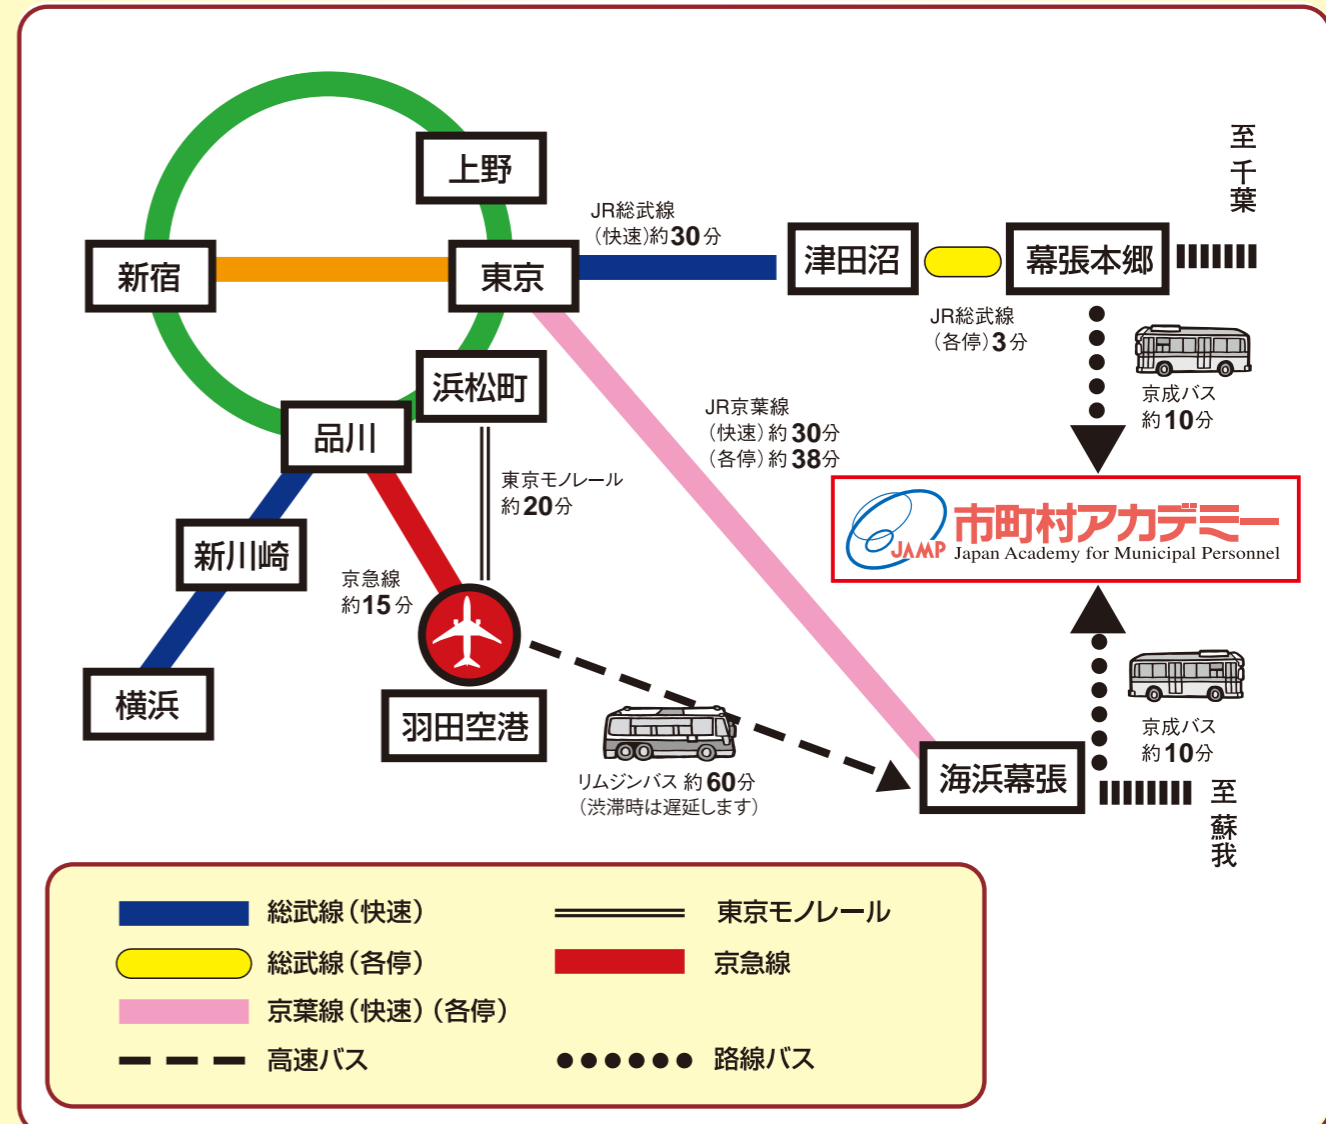 上野
至千葉
JR総武線
(快速)約30分
新宿
東京
津田沼
幕張本郷
JR総武線
(各停)3分
京成バス
約10分
浜松町
品川
JR京葉線
(快速)約30分
(各停)約38分
東京モノレール
約20分
JAMP
市町村アカデミー
Japan Academy for Municipal Personnel
新川崎
京急線
約15分
横浜
羽田空港
リムジンバス 約60分
(渋滞時は遅延します)
海浜幕張
京成バス
約10分
至蘇我
総武線(快速)
東京モノレール
総武線(各停)
京急線
京葉線(快速)(各停)
高速バス
路線バス